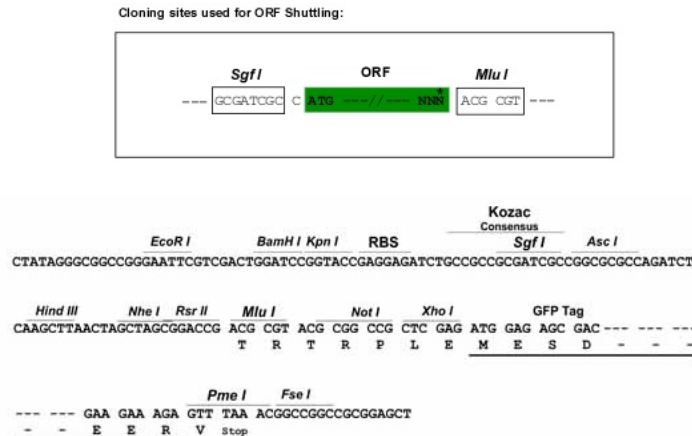 Cloning sites used for ORF Shuttling:
Sgf I ORF Mlu I
--- GCGATCGC C ATG ---//--- NNN* ACG CGT ---
Kozac
Consensus
EcoR I BamH I Kpn I RBS Sgf I Asc I
CTATAGGGCGGCCGGGAATTCGTCGACTGGATCCGGTACCGAGGAGATCTGCCGCCGCGATCGCCGGCGCGCCAGATCT
Hind III Nhe I Rsr II Mlu I Not I Xho I GFP Tag
CAAGCTTAACTAGCTAGCGGACCG ACG CGT ACG CGG CCG CTC GAG ATG GAG AGC GAC --- --- ---
T R T R P L E M E S D - - -
Pme I Fse I
--- --- GAA GAA AGA GTT TAA ACGGCCGGCCGCGGAGCT
- - E E R V Stop